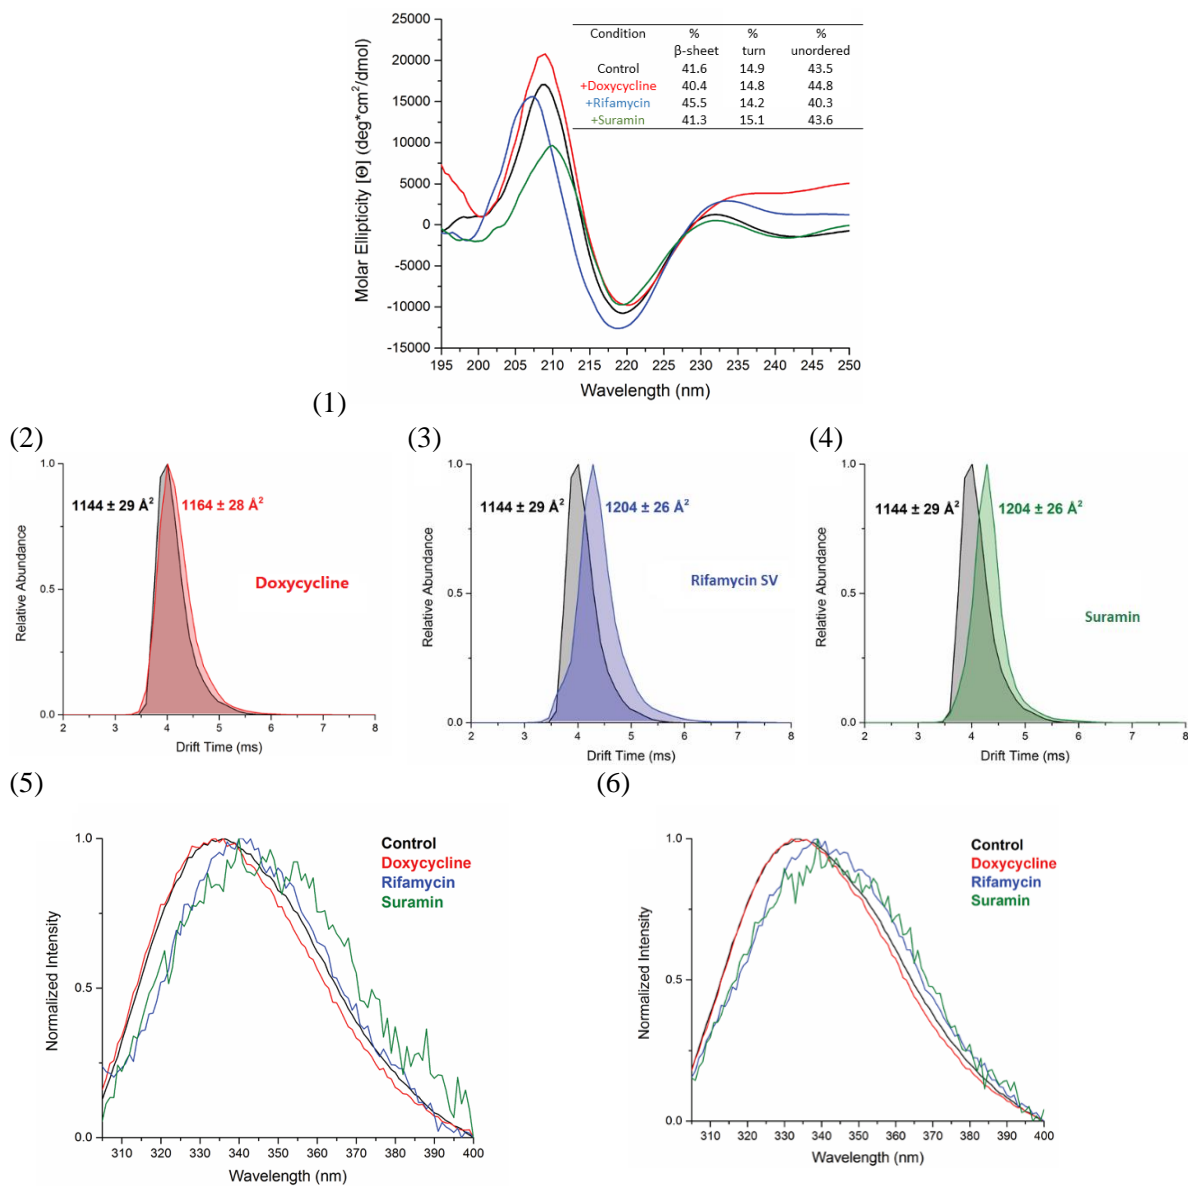 25000
20000
15000
10000
5000
0
-5000
-10000
-15000
Molar Ellipticity [Θ] (deg*cm²/dmol)
Condition % % %
β-sheet turn unordered
Control 41.6 14.9 43.5
+Doxycycline 40.4 14.8 44.8
+Rifamycin 45.5 14.2 40.3
+Suramin 41.3 15.1 43.6
195 200 205 210 215 220 225 230 235 240 245 250
Wavelength (nm)
(1)
(2)
1.0
0.5
0.0
Relative Abundance
1144 ± 29 Å² 1164 ± 28 Å²
Doxycycline
2 3 4 5 6 7 8
Drift Time (ms)
(3)
1.0
0.5
0.0
Relative Abundance
1144 ± 29 Å² 1204 ± 26 Å²
Rifamycin SV
2 3 4 5 6 7 8
Drift Time (ms)
(4)
1.0
0.5
0.0
Relative Abundance
1144 ± 29 Å² 1204 ± 26 Å²
Suramin
2 3 4 5 6 7 8
Drift Time (ms)
(5)
1.0
0.5
0.0
Normalized Intensity
Control
Doxycycline
Rifamycin
Suramin
310 320 330 340 350 360 370 380 390 400
Wavelength (nm)
(6)
1.0
0.5
0.0
Normalized Intensity
Control
Doxycycline
Rifamycin
Suramin
310 320 330 340 350 360 370 380 390 400
Wavelength (nm)